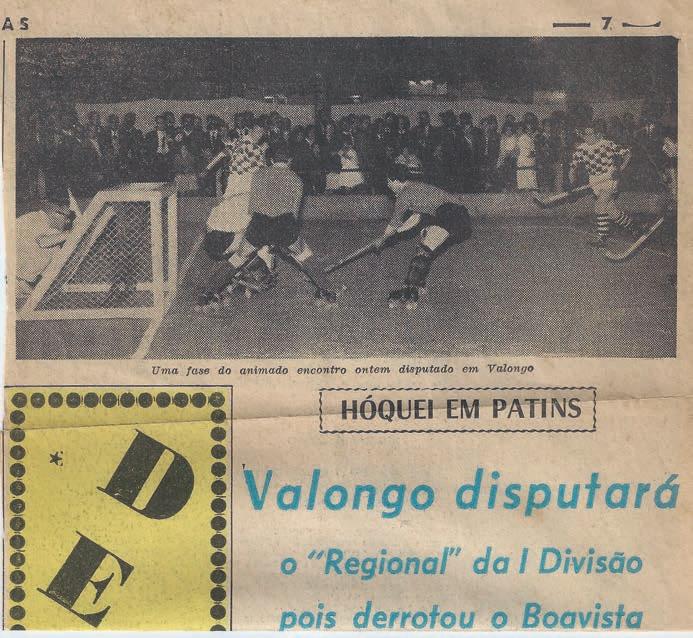 AS
7
Uma fase do animado encontro ontem disputado em Valongo
HÓQUEI EM PATINS
Valongo disputará
o "Regional" da I Divisão
pois derrotou o Boavista
D
E